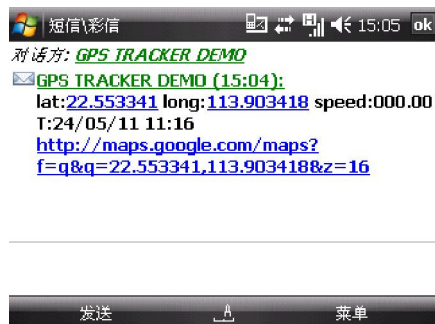 短信\彩信 15:05 ok
对话方: GPS TRACKER DEMO
GPS TRACKER DEMO (15:04):
lat:22.553341 long:113.903418 speed:000.00
T:24/05/11 11:16
http://maps.google.com/maps?
f=q&q=22.553341,113.903418&z=16
发送 A 菜单